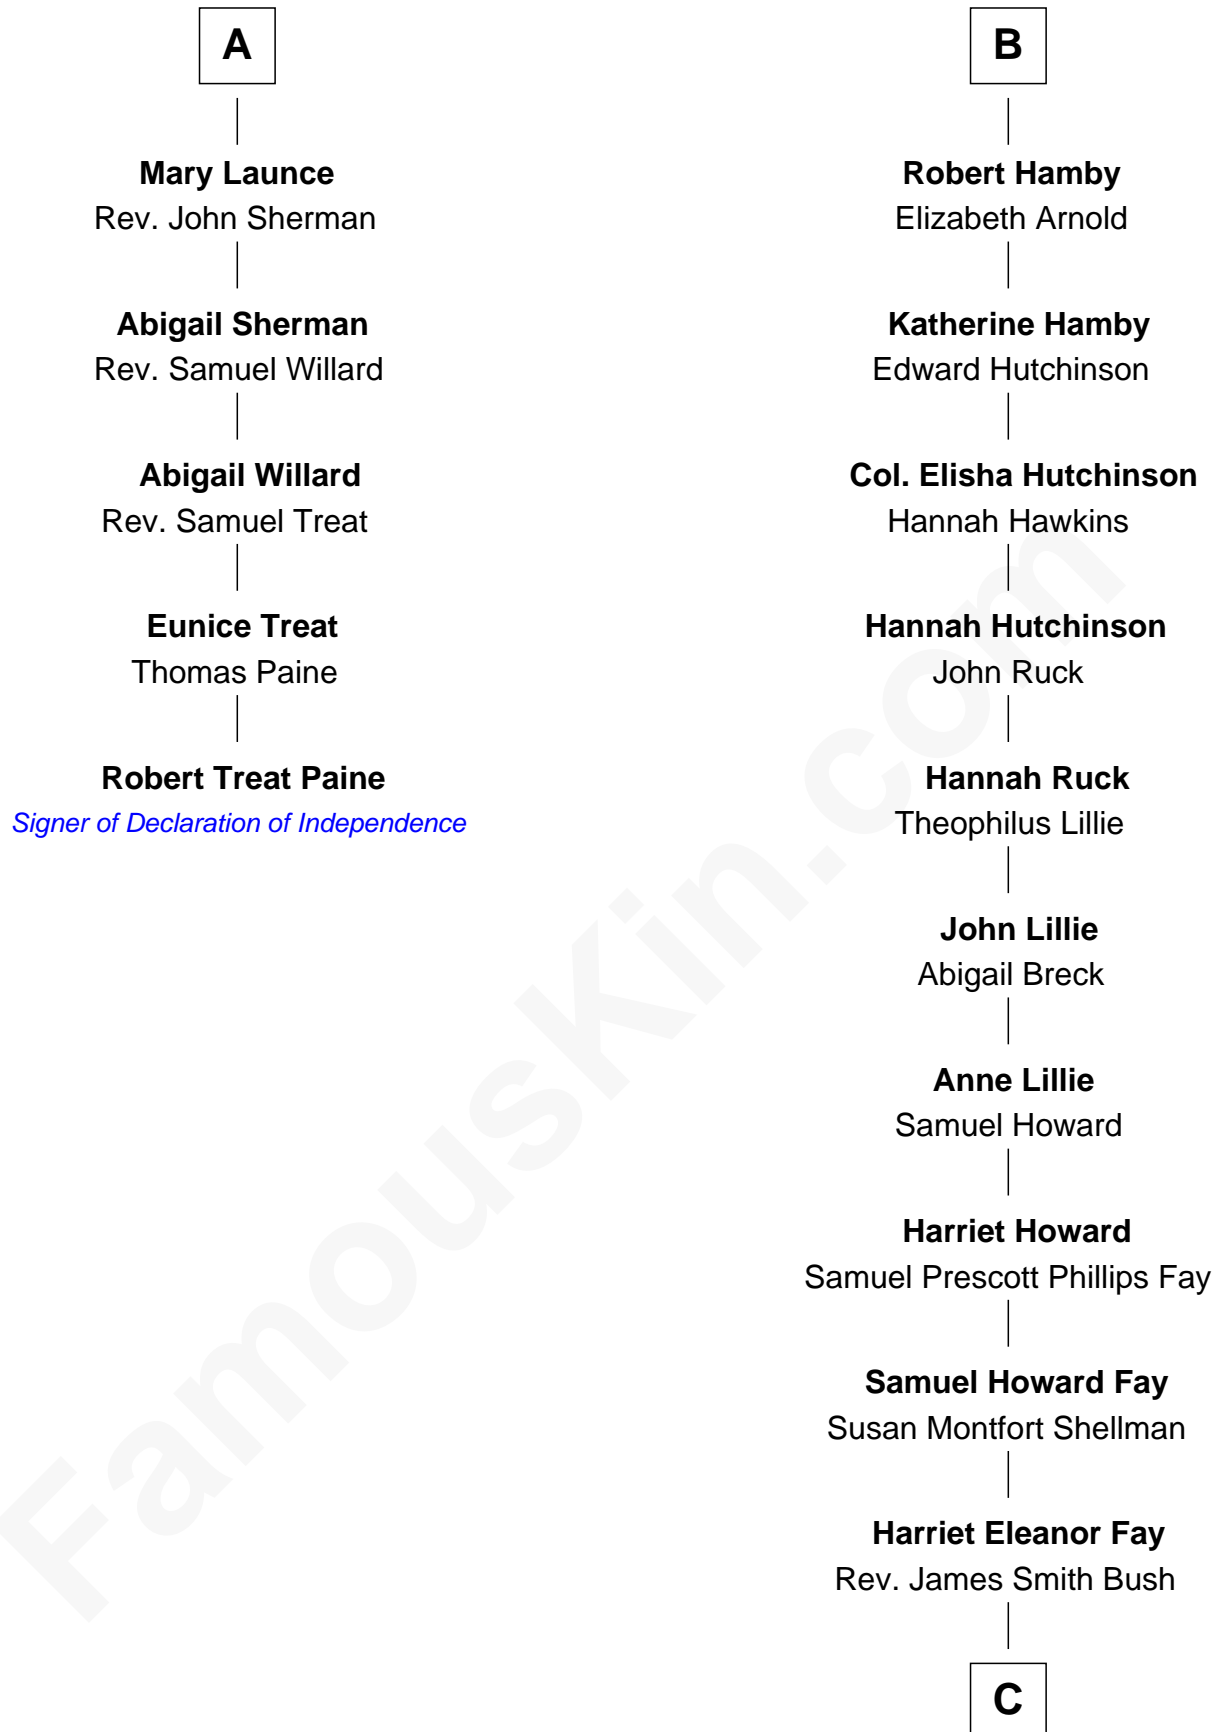 A
Mary Launce
Rev. John Sherman
Abigail Sherman
Rev. Samuel Willard
Abigail Willard
Rev. Samuel Treat
Eunice Treat
Thomas Paine
Robert Treat Paine
Signer of Declaration of Independence
B
Robert Hamby
Elizabeth Arnold
Katherine Hamby
Edward Hutchinson
Col. Elisha Hutchinson
Hannah Hawkins
Hannah Hutchinson
John Ruck
Hannah Ruck
Theophilus Lillie
John Lillie
Abigail Breck
Anne Lillie
Samuel Howard
Harriet Howard
Samuel Prescott Phillips Fay
Samuel Howard Fay
Susan Montfort Shellman
Harriet Eleanor Fay
Rev. James Smith Bush
C
FamousKin.com